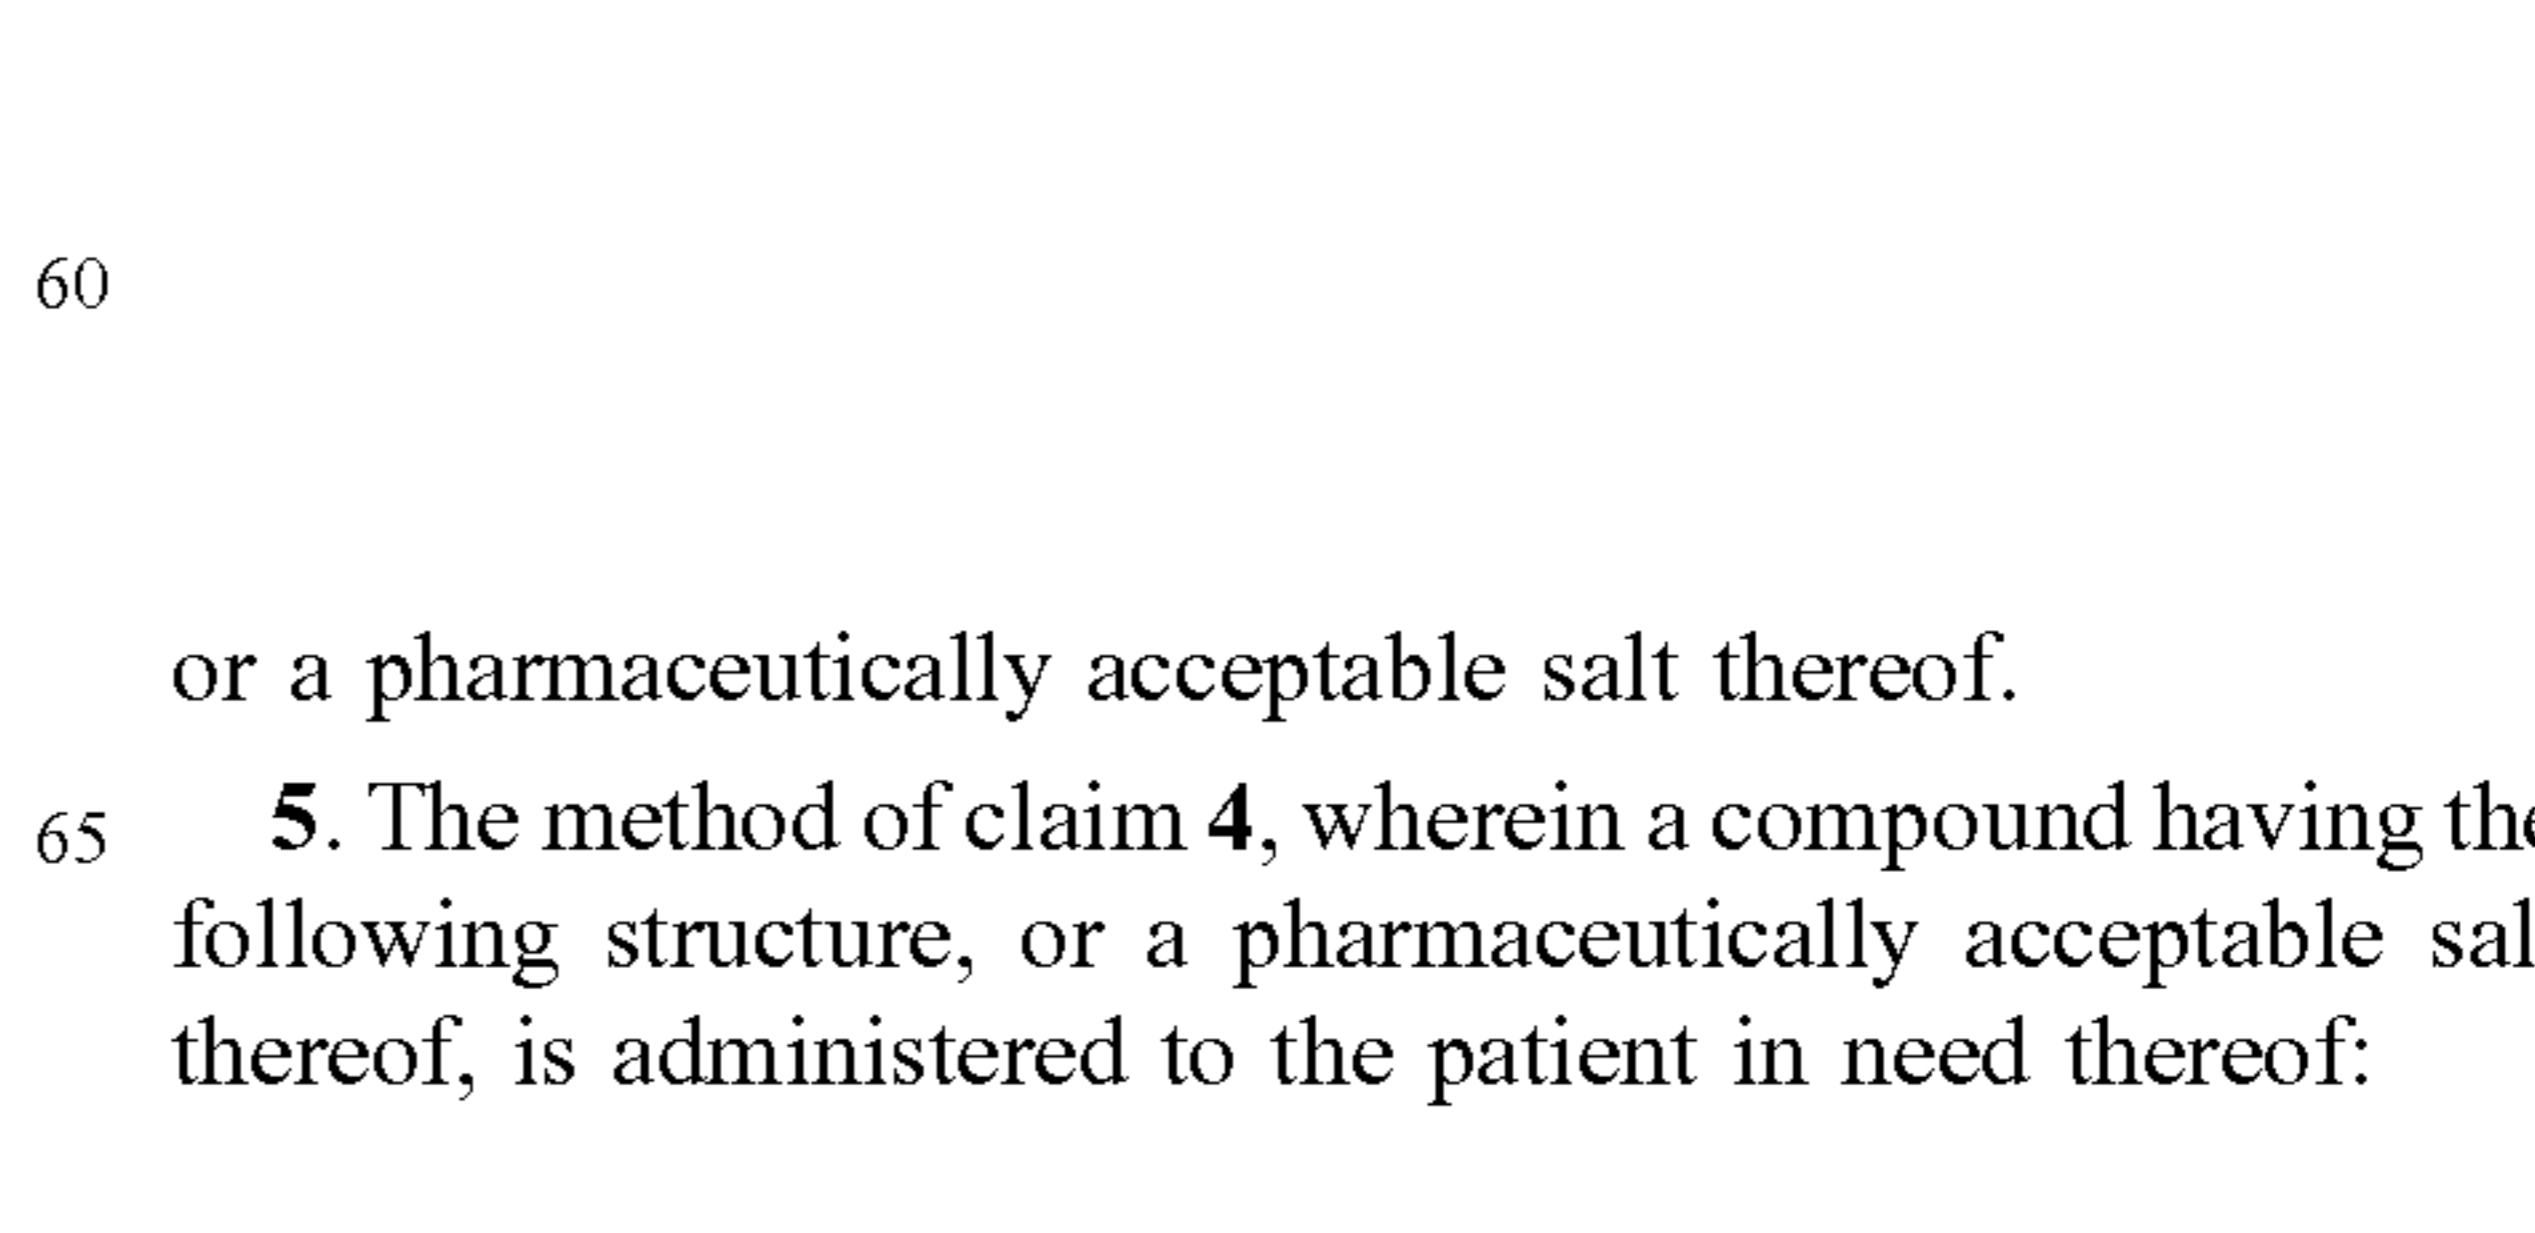 60
or a pharmaceutically acceptable salt thereof.
65 5. The method of claim 4, wherein a compound having the
following structure, or a pharmaceutically acceptable sal
thereof, is administered to the patient in need thereof: